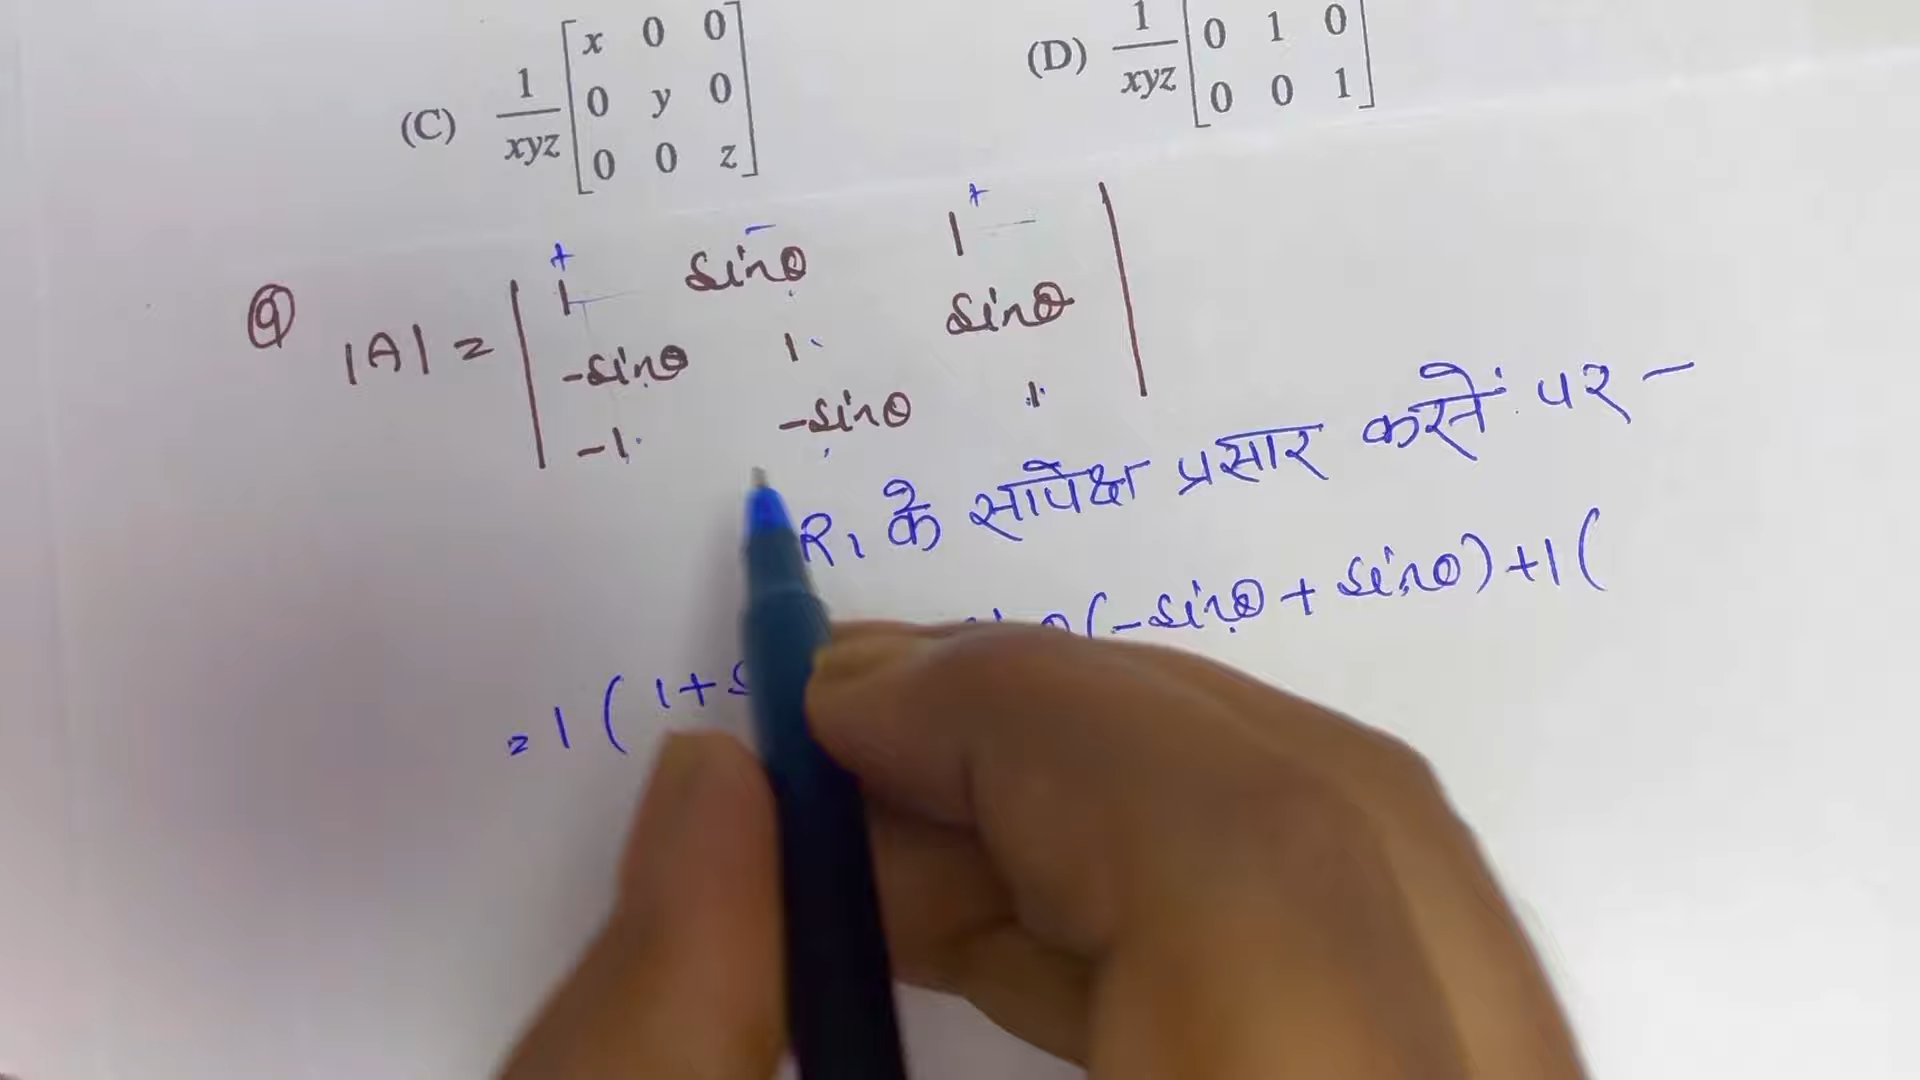 (C) 1/xyz [x 0 0
0 y 0
0 0 z]
(D) 1/xyz [0 1 0
0 0 1]
9 |A| = | 1 sinθ 1 |
-sinθ 1 sinθ
-1 -sinθ 1
R1 के सापेक्ष प्रसार करने पर –
= 1 ( 1 + (-sinθ + sinθ) + 1 (